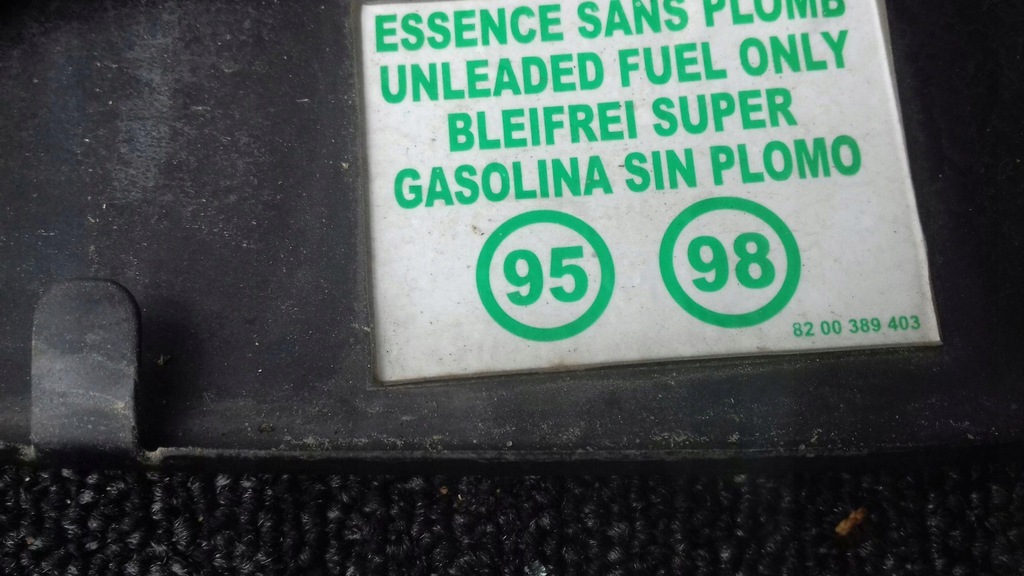 ESSENCE SANS PLOMB
UNLEADED FUEL ONLY
BLEIFREI SUPER
GASOLINA SIN PLOMO
95 98
82 00 389 403